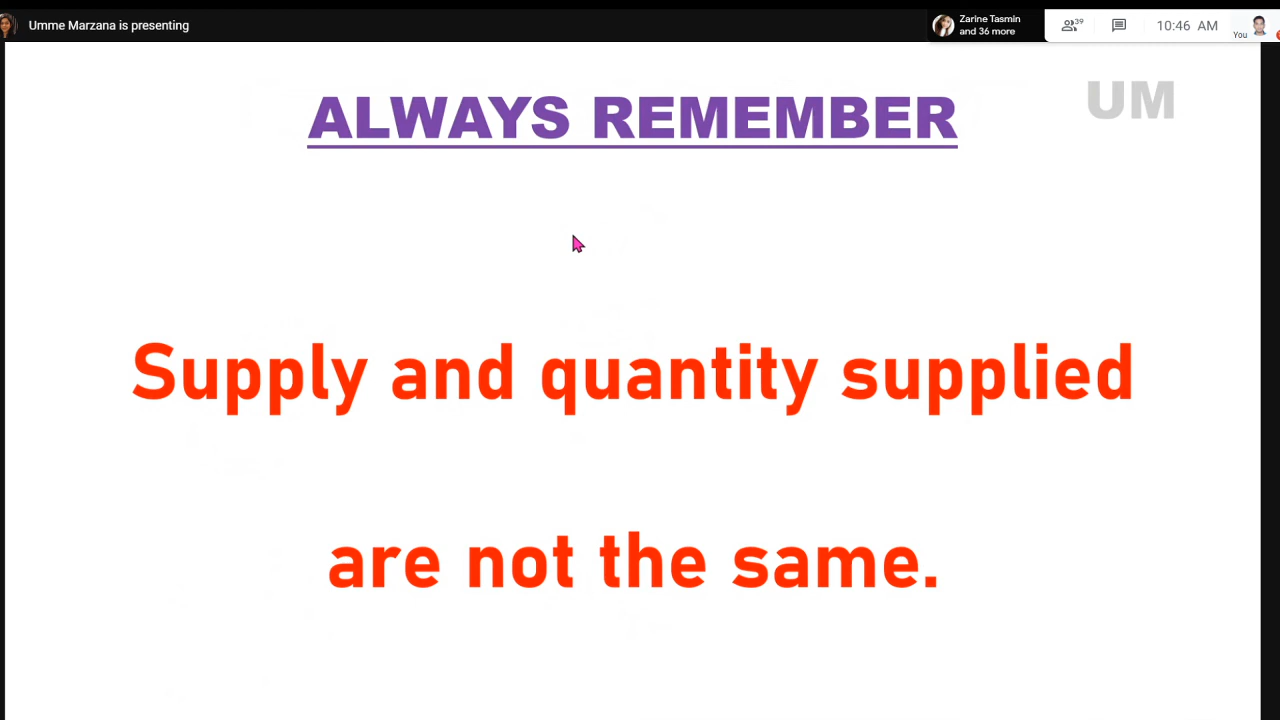 Umme Marzana is presenting
Zarine Tasmin
and 36 more
39
10:46 AM
You
ALWAYS REMEMBER
UM
Supply and quantity supplied
are not the same.